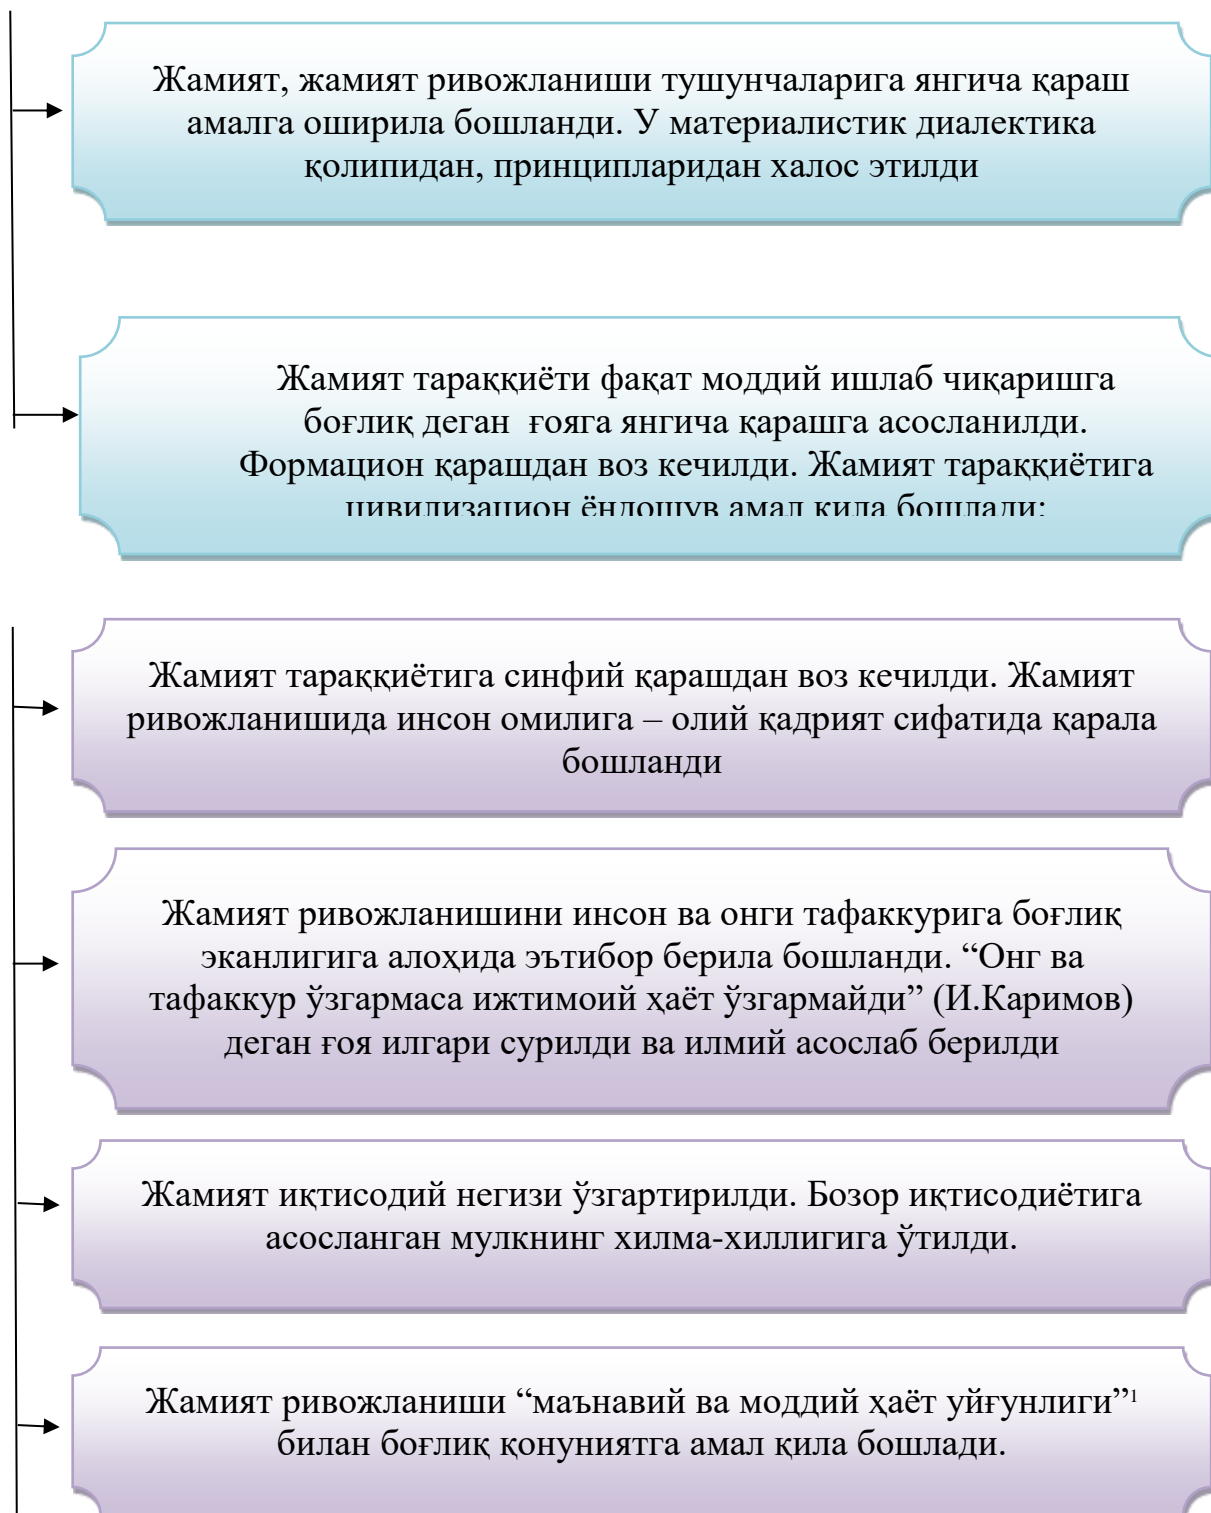 Жамият, жамият ривожланиши тушунчаларига янгича қараш
амалга оширила бошланди. У материалистик диалектика
қолипидан, принципларидан халос этилди
Жамият тараққиёти фақат моддий ишлаб чиқаришга
боғлиқ деган ғояга янгича қарашга асосланилди.
Формацион қарашдан воз кечилди. Жамият тараққиётига
цивилизацион ёндошув амал қила бошлади;
Жамият тараққиётига синфий қарашдан воз кечилди. Жамият
ривожланишида инсон омилига – олий қадрият сифатида қарала
бошланди
Жамият ривожланишини инсон ва онги тафаккурига боғлиқ
эканлигига алоҳида эътибор берила бошланди. “Онг ва
тафаккур ўзгармаса ижтимоий ҳаёт ўзгармайди” (И.Каримов)
деган ғоя илгари сурилди ва илмий асослаб берилди
Жамият иқтисодий негизи ўзгартирилди. Бозор иқтисодиётига
асосланган мулкнинг хилма-хиллигига ўтилди.
Жамият ривожланиши “маънавий ва моддий ҳаёт уйғунлиги”¹
билан боғлиқ қонуниятга амал қила бошлади.